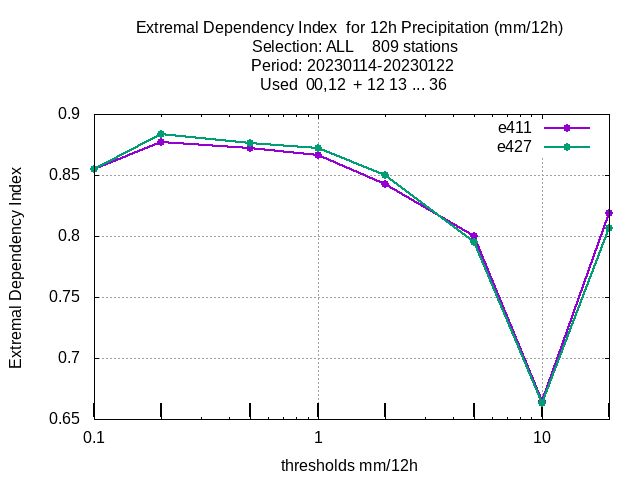 Extremal Dependency Index  for 12h Precipitation (mm/12h)
Selection: ALL    809 stations
Period: 20230114-20230122
Used  00,12  + 12 13 ... 36
e411
e427
0.9
0.85
0.8
0.75
0.7
0.65
Extremal Dependency Index
0.1
1
10
thresholds mm/12h